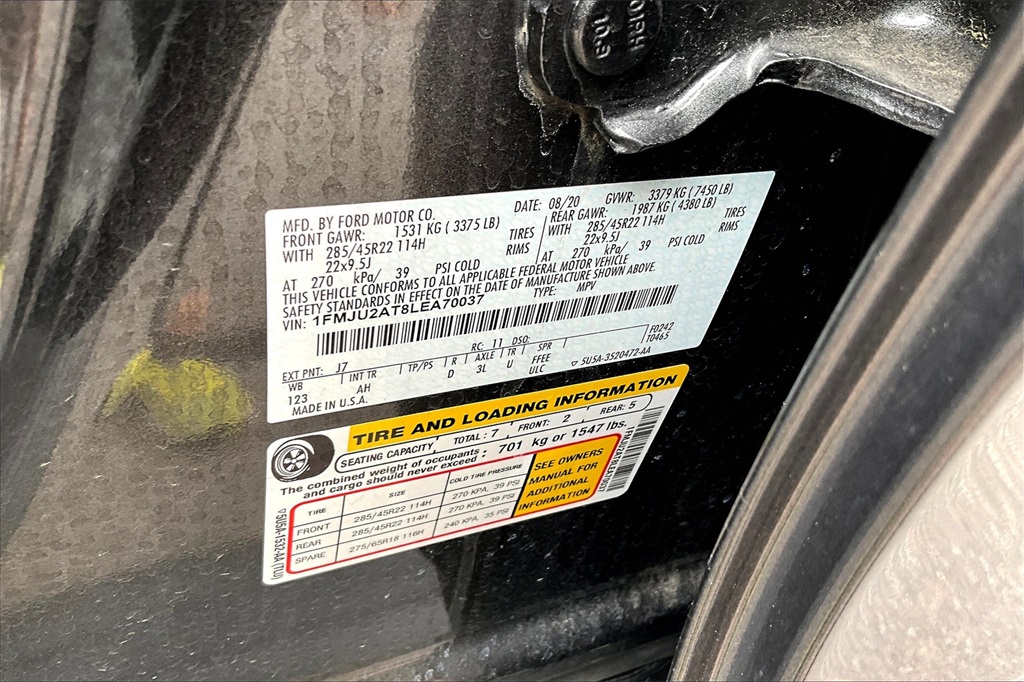 MFD. BY FORD MOTOR CO.
DATE: 08/20 GVWR: 3379 KG ( 7450 LB)
FRONT GAWR: 1531 KG ( 3375 LB)
REAR GAWR: 1987 KG ( 4380 LB)
WITH 285/45R22 114H TIRES
WITH 285/45R22 114H TIRES
22x9.5J RIMS
22x9.5J RIMS
AT 270 kPa/ 39 PSI COLD
AT 270 kPa/ 39 PSI COLD
THIS VEHICLE CONFORMS TO ALL APPLICABLE FEDERAL MOTOR VEHICLE
SAFETY STANDARDS IN EFFECT ON THE DATE OF MANUFACTURE SHOWN ABOVE.
VIN: 1FMJU2AT8LEA70037 TYPE: MPV
EXT PNT: J7 RC: 11 DSO: F0242
T0465
WB INT TR TP/PS R AXLE TR SPR
123 AH D 3L U FFEE
ULC
▽ 5U5A-3520472-AA
MADE IN U.S.A.
TIRE AND LOADING INFORMATION
SEATING CAPACITY TOTAL: 7 FRONT: 2 REAR: 5
The combined weight of occupants
and cargo should never exceed : 701 kg or 1547 lbs.
TIRE SIZE COLD TIRE PRESSURE
FRONT 285/45R22 114H 270 KPA, 39 PSI
REAR 285/45R22 114H 270 KPA, 39 PSI
SPARE 275/65R18 116H 240 KPA, 35 PSI
SEE OWNERS
MANUAL FOR
ADDITIONAL
INFORMATION
1FMJU2AT8LEA70037
▽5U5A-1532-AA (TLI)
10.9